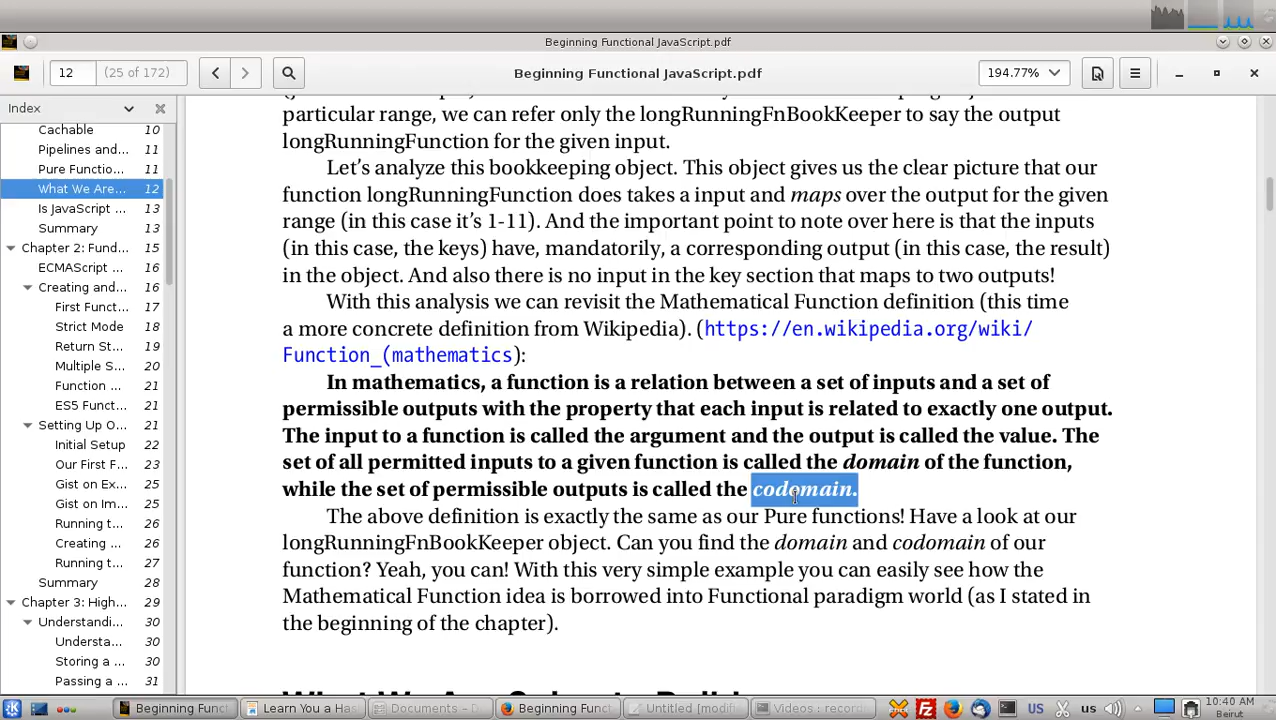 Beginning Functional JavaScript.pdf
12 (25 of 172)
Beginning Functional JavaScript.pdf
194.77%
Index
Cachable 10
Pipelines and... 11
Pure Functio... 11
What We Are... 12
Is JavaScript ... 13
Summary 13
Chapter 2: Fund... 15
ECMAScript ... 16
Creating and... 16
First Funct... 17
Strict Mode 18
Return St... 19
Multiple S... 20
Function ... 21
ES5 Funct... 21
Setting Up O... 21
Initial Setup 22
Our First F... 23
Gist on Ex... 25
Gist on Im... 25
Running t... 26
Creating ... 26
Running t... 27
Summary 28
Chapter 3: High... 29
Understandi... 30
Understa... 30
Storing a ... 30
Passing a ... 31
particular range, we can refer only the longRunningFnBookKeeper to say the output
longRunningFunction for the given input.
Let’s analyze this bookkeeping object. This object gives us the clear picture that our
function longRunningFunction does takes a input and maps over the output for the given
range (in this case it’s 1-11). And the important point to note over here is that the inputs
(in this case, the keys) have, mandatorily, a corresponding output (in this case, the result)
in the object. And also there is no input in the key section that maps to two outputs!
With this analysis we can revisit the Mathematical Function definition (this time
a more concrete definition from Wikipedia). (https://en.wikipedia.org/wiki/
Function_(mathematics):
In mathematics, a function is a relation between a set of inputs and a set of
permissible outputs with the property that each input is related to exactly one output.
The input to a function is called the argument and the output is called the value. The
set of all permitted inputs to a given function is called the domain of the function,
while the set of permissible outputs is called the codomain.
The above definition is exactly the same as our Pure functions! Have a look at our
longRunningFnBookKeeper object. Can you find the domain and codomain of our
function? Yeah, you can! With this very simple example you can easily see how the
Mathematical Function idea is borrowed into Functional paradigm world (as I stated in
the beginning of the chapter).
Beginning Func Learn You a Has Documents – D Beginning Func Untitled [modif Videos : record US us 10:40 AM
Beirut